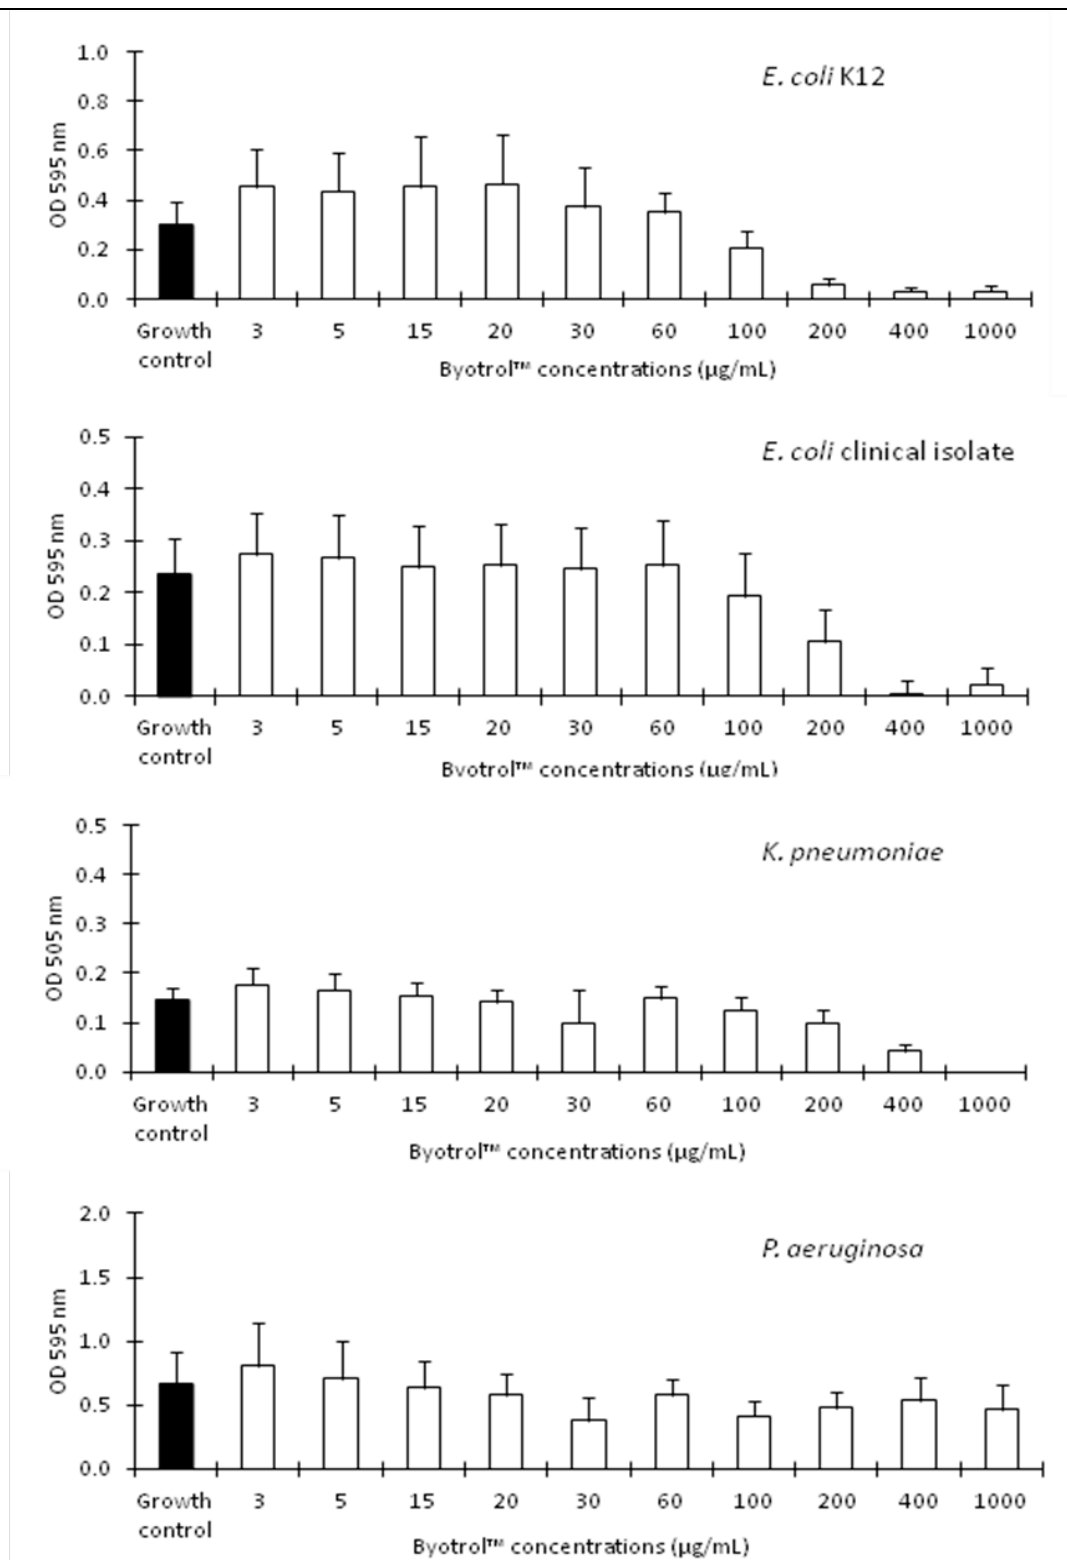 E. coli K12
OD 595 nm
1.0
0.8
0.6
0.4
0.2
0.0
Growth control 3 5 15 20 30 60 100 200 400 1000
Byotrol™ concentrations (µg/mL)
E. coli clinical isolate
OD 595 nm
0.5
0.4
0.3
0.2
0.1
0.0
Growth control 3 5 15 20 30 60 100 200 400 1000
Byotrol™ concentrations (µg/mL)
K. pneumoniae
OD 505 nm
0.5
0.4
0.3
0.2
0.1
0.0
Growth control 3 5 15 20 30 60 100 200 400 1000
Byotrol™ concentrations (µg/mL)
P. aeruginosa
OD 595 nm
2.0
1.5
1.0
0.5
0.0
Growth control 3 5 15 20 30 60 100 200 400 1000
Byotrol™ concentrations (µg/mL)